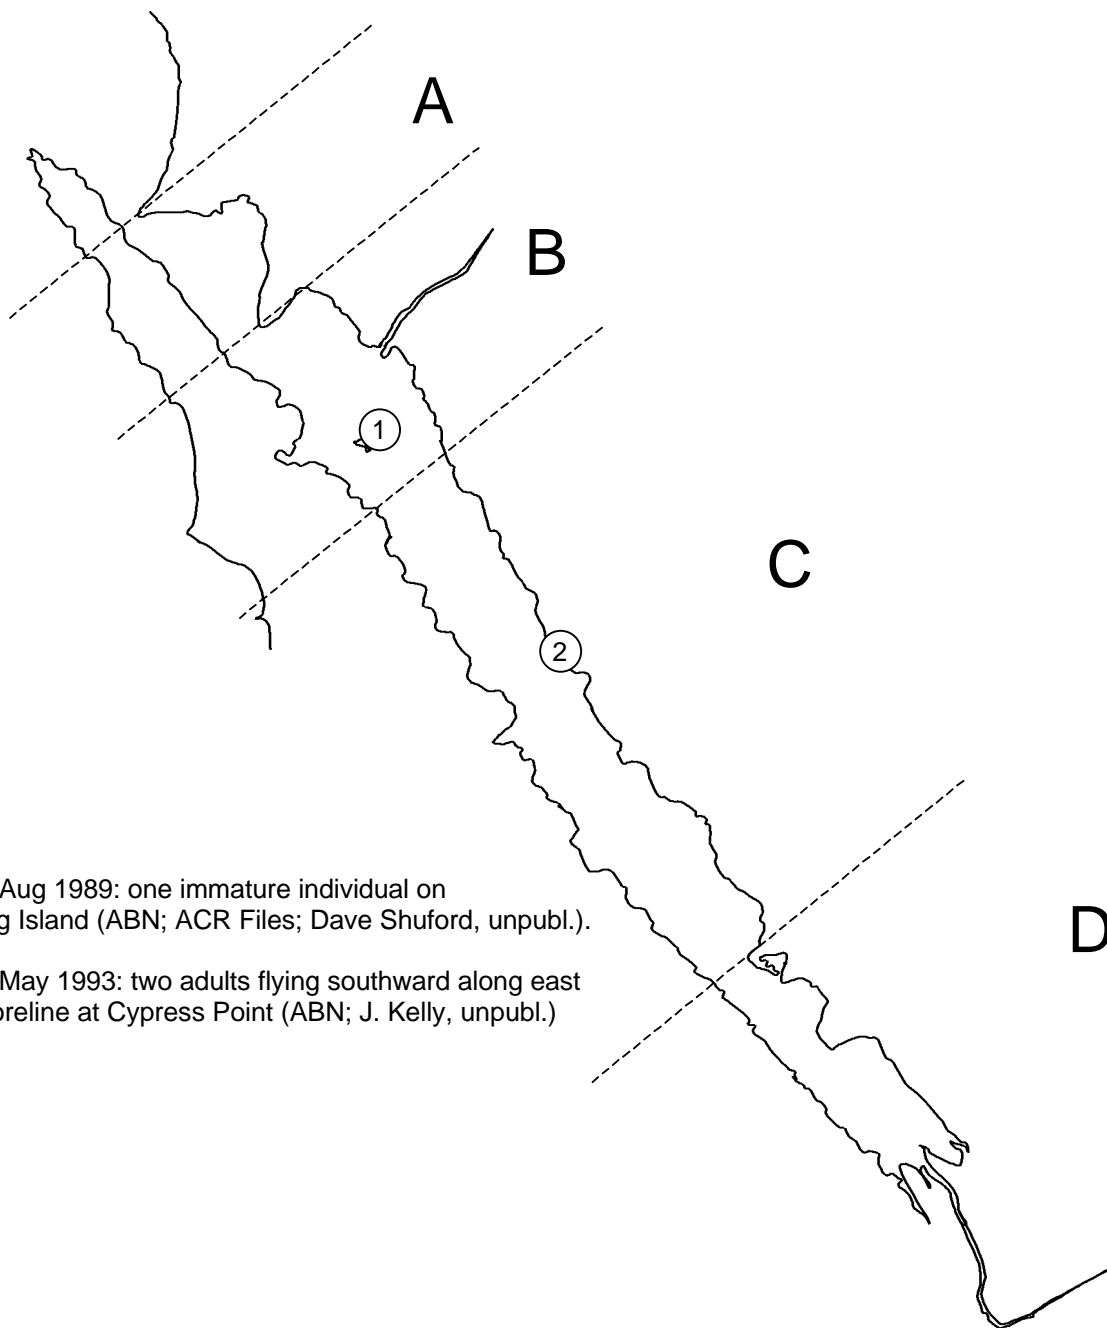 A
B
1
C
2
Aug 1989: one immature individual on
g Island (ABN; ACR Files; Dave Shuford, unpubl.).
D
May 1993: two adults flying southward along east
oreline at Cypress Point (ABN; J. Kelly, unpubl.)